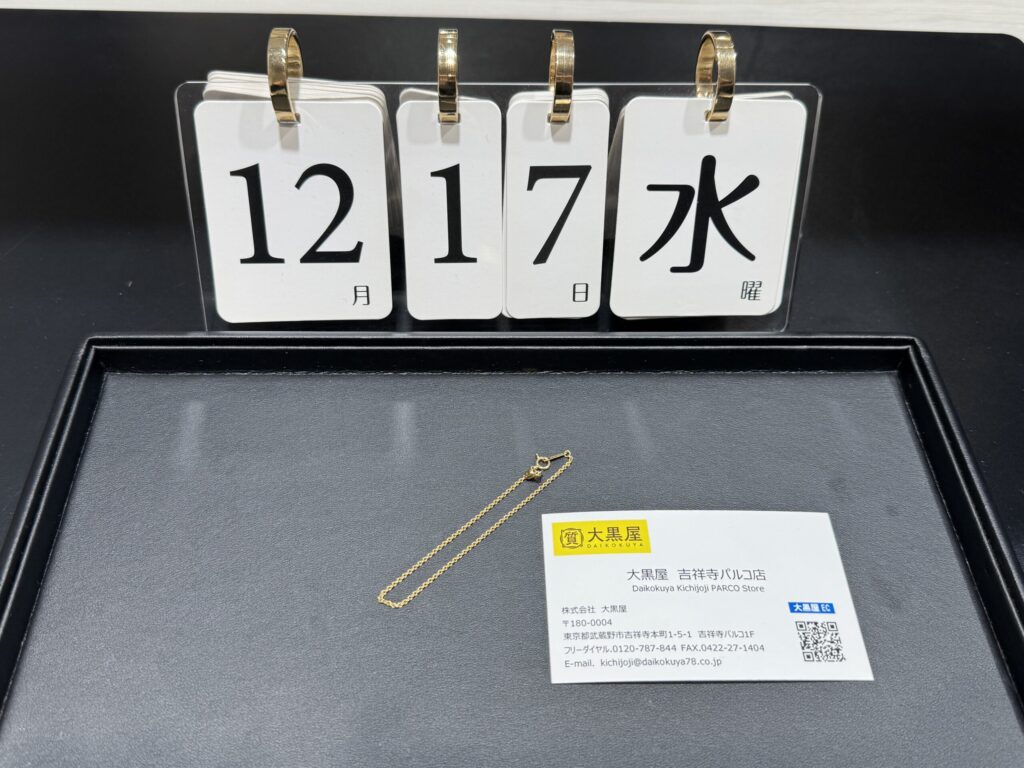 12月 17日 水曜
質 大黒屋
DAIKOKUYA
大黒屋 吉祥寺パルコ店
Daikokuya Kichijoji PARCO Store
株式会社 大黒屋
〒180-0004
東京都武蔵野市吉祥寺本町1-5-1 吉祥寺パルコ1F
フリーダイヤル.0120-787-844 FAX.0422-27-1404
E-mail. kichijoji@daikokuya78.co.jp
大黒屋 EC